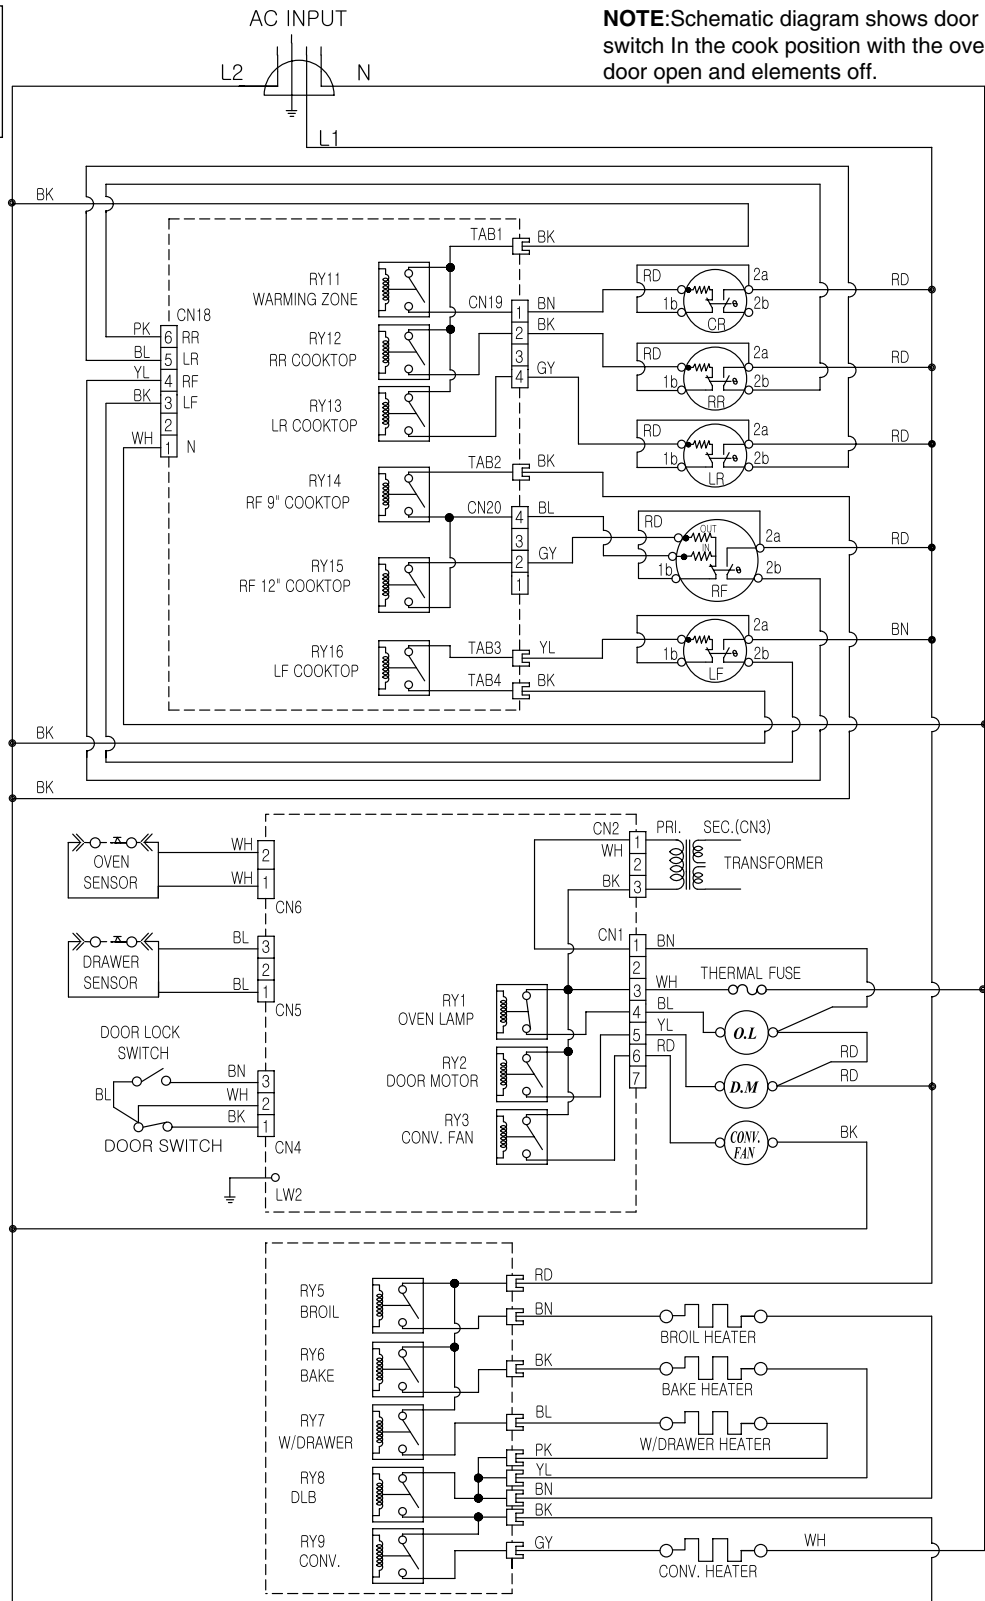 AC INPUT
NOTE:Schematic diagram shows door
switch In the cook position with the ove
door open and elements off.
L2
N
L1
BK
TAB1
BK
RY11
WARMING ZONE
CN19
1
BN
RD
2a
1b
2b
CR
RD
CN18
PK
6
RR
RY12
RR COOKTOP
2
BK
RD
2a
1b
2b
RR
RD
BL
5
LR
3
YL
4
RF
4
GY
BK
3
LF
RY13
LR COOKTOP
2
WH
1
N
RD
2a
1b
2b
LR
RD
TAB2
BK
RY14
RF 9" COOKTOP
CN20
4
BL
3
2
GY
1
RD
OUT
IN
2a
1b
2b
RF
RD
RY15
RF 12" COOKTOP
RY16
LF COOKTOP
TAB3
YL
TAB4
BK
2a
1b
2b
LF
BN
BK
BK
CN2
PRI.
SEC.(CN3)
WH
1
2
BK
3
TRANSFORMER
OVEN
SENSOR
WH
2
WH
1
CN6
DRAWER
SENSOR
BL
3
2
BL
1
CN5
CN1
1
BN
2
3
WH
THERMAL FUSE
4
BL
5
YL
6
RD
7
RY1
OVEN LAMP
O.L
RD
RY2
DOOR MOTOR
D.M
RD
RY3
CONV. FAN
CONV.
FAN
BK
DOOR LOCK
SWITCH
BN
3
BL
WH
2
BK
1
DOOR SWITCH
CN4
LW2
RY5
BROIL
RD
BN
BROIL HEATER
RY6
BAKE
BK
BAKE HEATER
RY7
W/DRAWER
BL
W/DRAWER HEATER
PK
YL
RY8
DLB
BN
BK
RY9
CONV.
GY
WH
CONV. HEATER